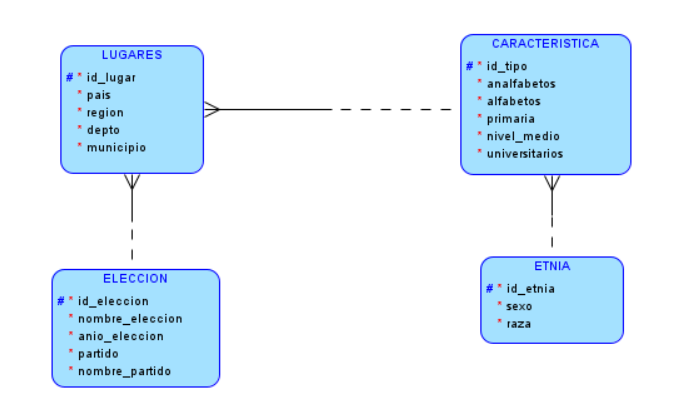 LUGARES
# * id_lugar
* pais
* region
* depto
* municipio
CARACTERISTICA
# * id_tipo
* analfabetos
* alfabetos
* primaria
* nivel_medio
* universitarios
ELECCION
# * id_eleccion
* nombre_eleccion
* anio_eleccion
* partido
* nombre_partido
ETNIA
# * id_etnia
* sexo
* raza